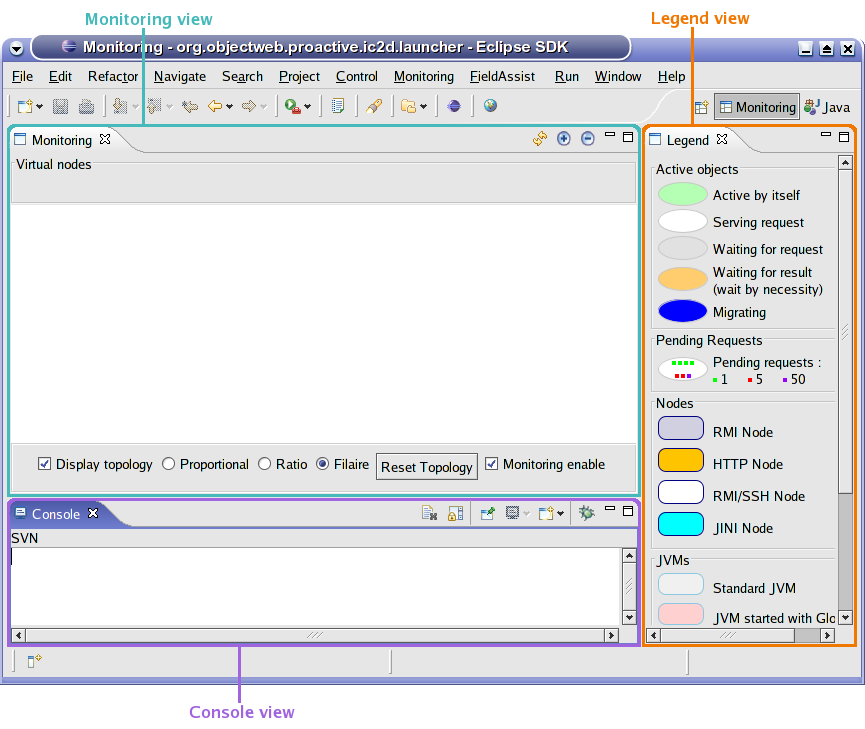 Monitoring view
Legend view
Monitoring - org.objectweb.proactive.ic2d.launcher - Eclipse SDK
File Edit Refactor Navigate Search Project Control Monitoring FieldAssist Run Window Help
Monitoring Java
Monitoring
Virtual nodes
Display topology Proportional Ratio Filaire Reset Topology Monitoring enable
Legend
Active objects
Active by itself
Serving request
Waiting for request
Waiting for result
(wait by necessity)
Migrating
Pending Requests
Pending requests :
1 5 50
Nodes
RMI Node
HTTP Node
RMI/SSH Node
JINI Node
JVMs
Standard JVM
JVM started with Glo
Console
SVN
Console view